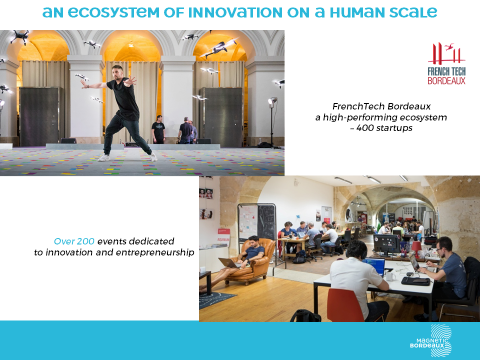 an ecosystem of innovation on a human scale
FRENCH TECH
BORDEAUX
FrenchTech Bordeaux
a high-performing ecosystem
– 400 startups
Over 200 events dedicated
to innovation and entrepreneurship
MAGNETIC
BORDEAUX